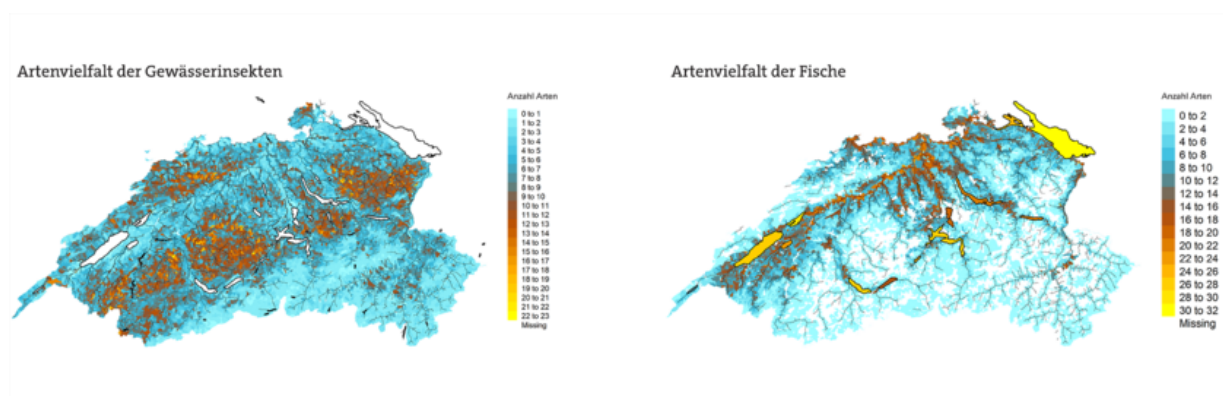 Artenvielfalt der Gewässerinsekten
Anzahl Arten
0 to 1
1 to 2
2 to 3
3 to 4
4 to 5
5 to 6
6 to 7
7 to 8
8 to 9
9 to 10
10 to 11
11 to 12
12 to 13
13 to 14
14 to 15
15 to 16
16 to 17
17 to 18
18 to 19
19 to 20
20 to 21
21 to 22
22 to 23
Missing
Artenvielfalt der Fische
Anzahl Arten
0 to 2
2 to 4
4 to 6
6 to 8
8 to 10
10 to 12
12 to 14
14 to 16
16 to 18
18 to 20
20 to 22
22 to 24
24 to 26
26 to 28
28 to 30
30 to 32
Missing